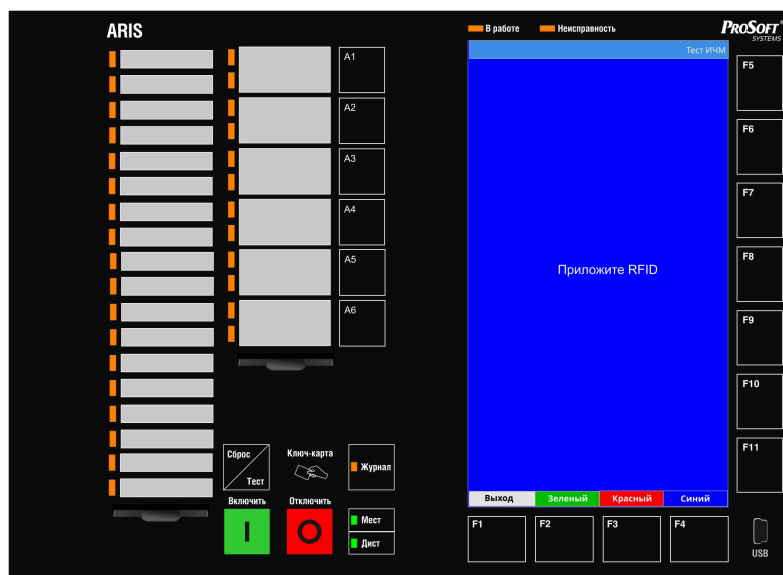 ARIS
A1
A2
A3
A4
A5
A6
Сброс
Тест
Ключ-карта
Журнал
Включить
Отключить
Мест
Дист
В работе
Неисправность
PROSOFT
SYSTEMS
Тест ИЧМ
Приложите RFID
Выход
Зеленый
Красный
Синий
F1
F2
F3
F4
F5
F6
F7
F8
F9
F10
F11
USB